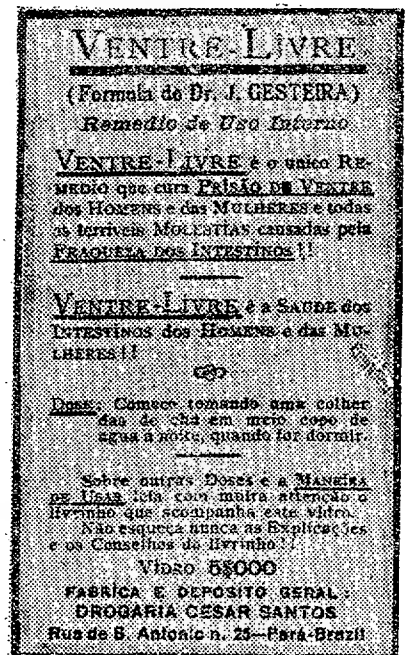 VENTRE-LIVRE
(Formula do Dr. J. GESTEIRA)
Remedio de Uso Interno
VENTRE-LIVRE é o unico RE-
MEDIO que cura PRISÃO DE VENTRE
dos HOMENS e das MULHERES e todas
as terriveis MOLESTIAS causadas pela
FRAQUEZA DOS INTESTINOS!!
VENTRE-LIVRE é a SAUDE dos
INTESTINOS dos HOMENS e das MU-
LHERES!!
DOSE: Comece tomando uma colher
das de chá em meio copo de
agua á noite, quando for dormir.
Sobre outras Doses e a MANEIRA
DE USAR leia com muita attenção o
livrinho que acompanha este vidro.
Não esqueça nunca as Explicações
e os Conselhos do livrinho!!
VIDRO 5$000
FABRICA E DEPOSITO GERAL:
DROGARIA CESAR SANTOS
Rua de S. Antonio n. 25—Pará-Brazil